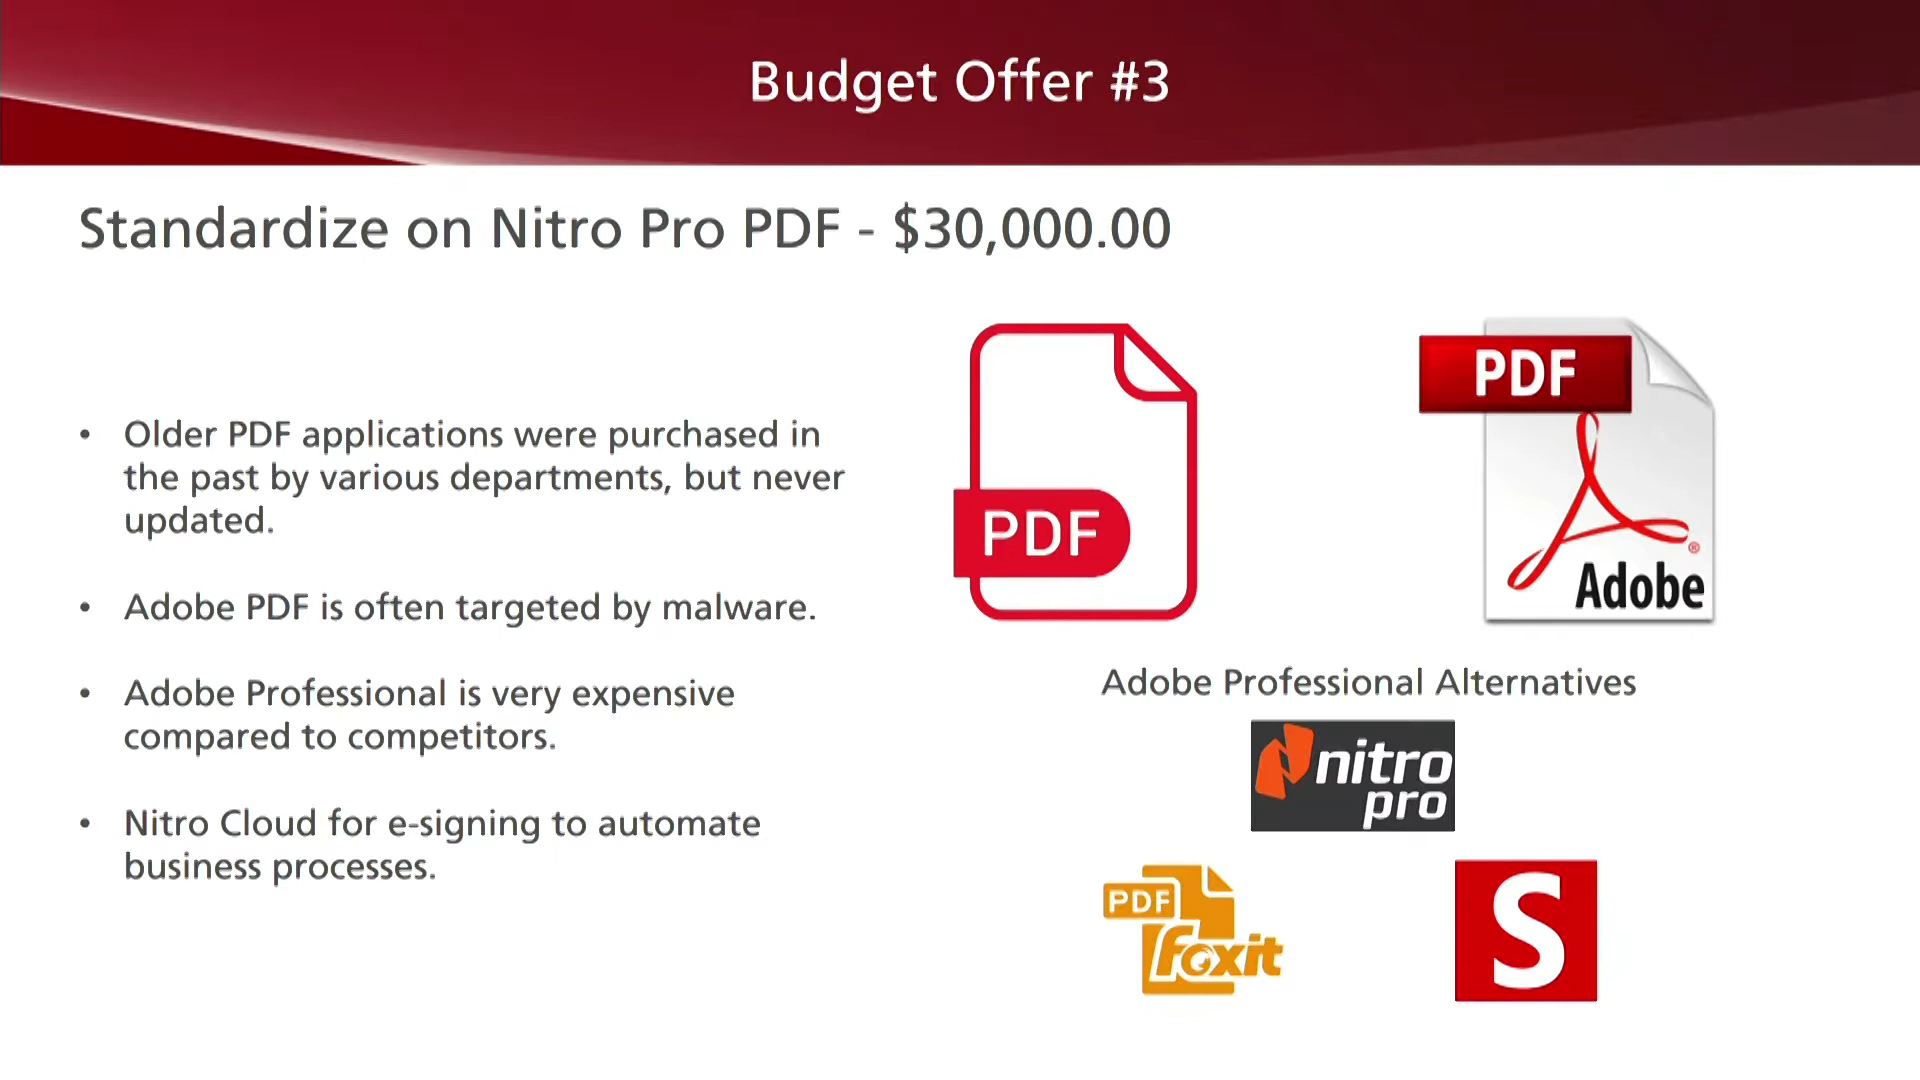 Budget Offer #3
Standardize on Nitro Pro PDF - $30,000.00
• Older PDF applications were purchased in
the past by various departments, but never
updated.
• Adobe PDF is often targeted by malware.
• Adobe Professional is very expensive
compared to competitors.
• Nitro Cloud for e-signing to automate
business processes.
PDF
PDF
Adobe
®
Adobe Professional Alternatives
nitro
pro
PDF
foxit
S